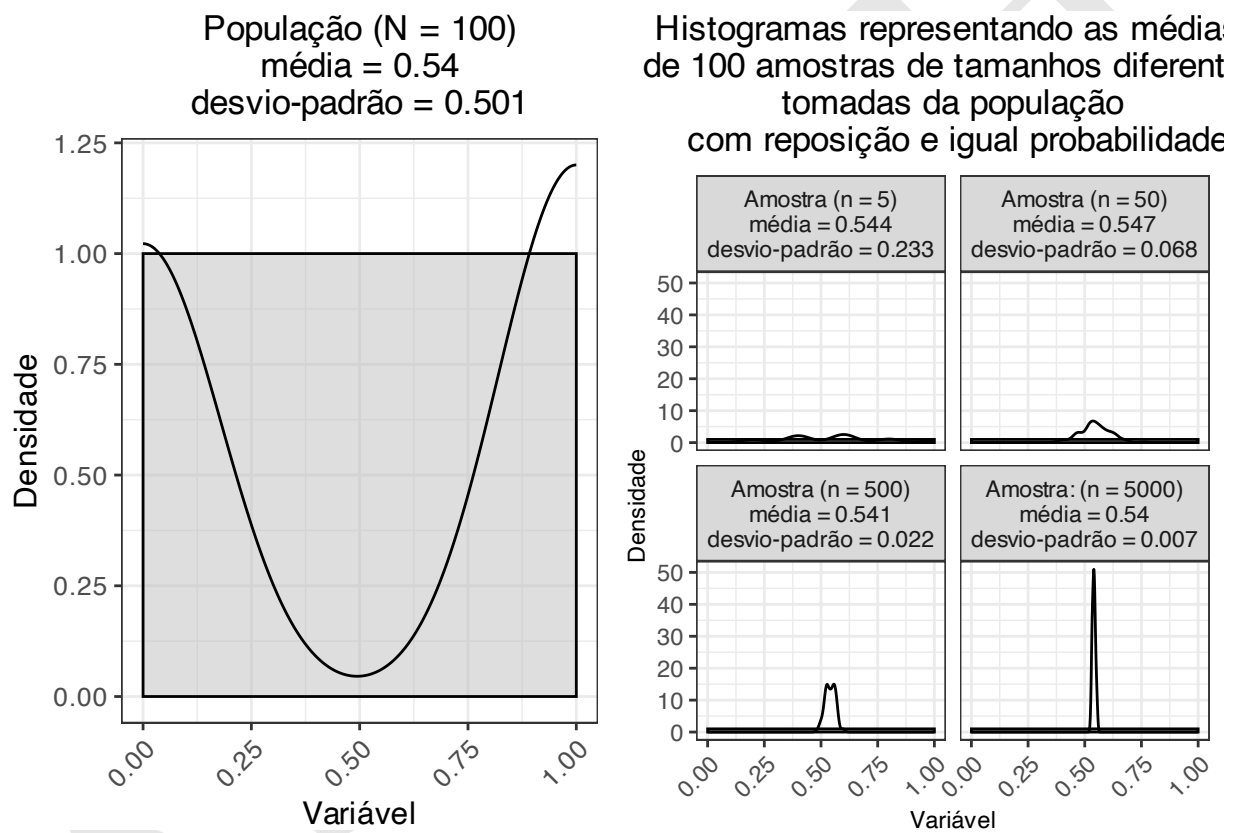 População (N = 100)
média = 0.54
desvio-padrão = 0.501
1.25
1.00
0.75
0.50
0.25
0.00
Densidade
0.00 0.25 0.50 0.75 1.00
Variável
Histogramas representando as médias
de 100 amostras de tamanhos diferent
tomadas da população
com reposição e igual probabilidade
Amostra (n = 5)
média = 0.544
desvio-padrão = 0.233
Amostra (n = 50)
média = 0.547
desvio-padrão = 0.068
50
40
30
20
10
0
Amostra (n = 500)
média = 0.541
desvio-padrão = 0.022
Amostra: (n = 5000)
média = 0.54
desvio-padrão = 0.007
50
40
30
20
10
0
Densidade
0.00 0.25 0.50 0.75 1.00 0.00 0.25 0.50 0.75 1.00
Variável